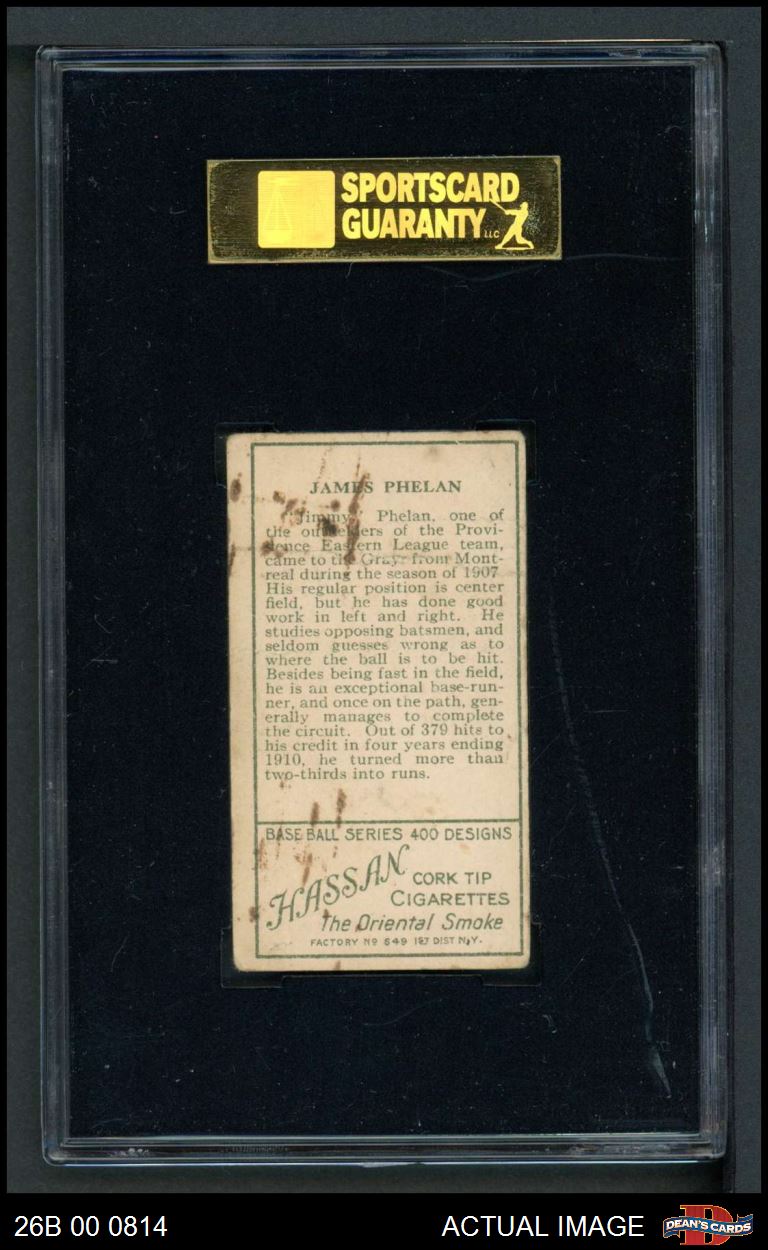 SPORTSCARD
GUARANTY LLC
JAMES PHELAN
"Jimmy" Phelan, one of
the outfielders of the Provi-
dence Eastern League team,
came to the Grays from Mont-
real during the season of 1907
His regular position is center
field, but he has done good
work in left and right. He
studies opposing batsmen, and
seldom guesses wrong as to
where the ball is to be hit.
Besides being fast in the field,
he is an exceptional base-run-
ner, and once on the path, gen-
erally manages to complete
the circuit. Out of 379 hits to
his credit in four years ending
1910, he turned more than
two-thirds into runs.
BASE BALL SERIES 400 DESIGNS
HASSAN
CORK TIP
CIGARETTES
The Oriental Smoke
FACTORY Nº 649 1ST DIST N.Y.
26B 00 0814
ACTUAL IMAGE
DEAN'S CARDS